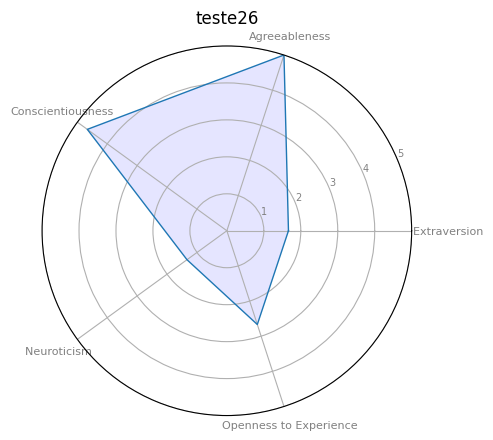 teste26
Agreeableness
Conscientiousness
5
4
3
2
1
Extraversion
Neuroticism
Openness to Experience